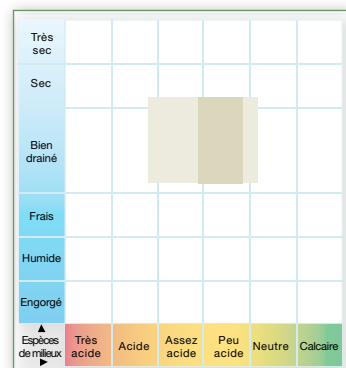 Très
sec
Sec
Bien
drainé
Frais
Humide
Engorgé
Espèces
de milieux
Très
acide
Acide
Assez
acide
Peu
acide
Neutre
Calcaire